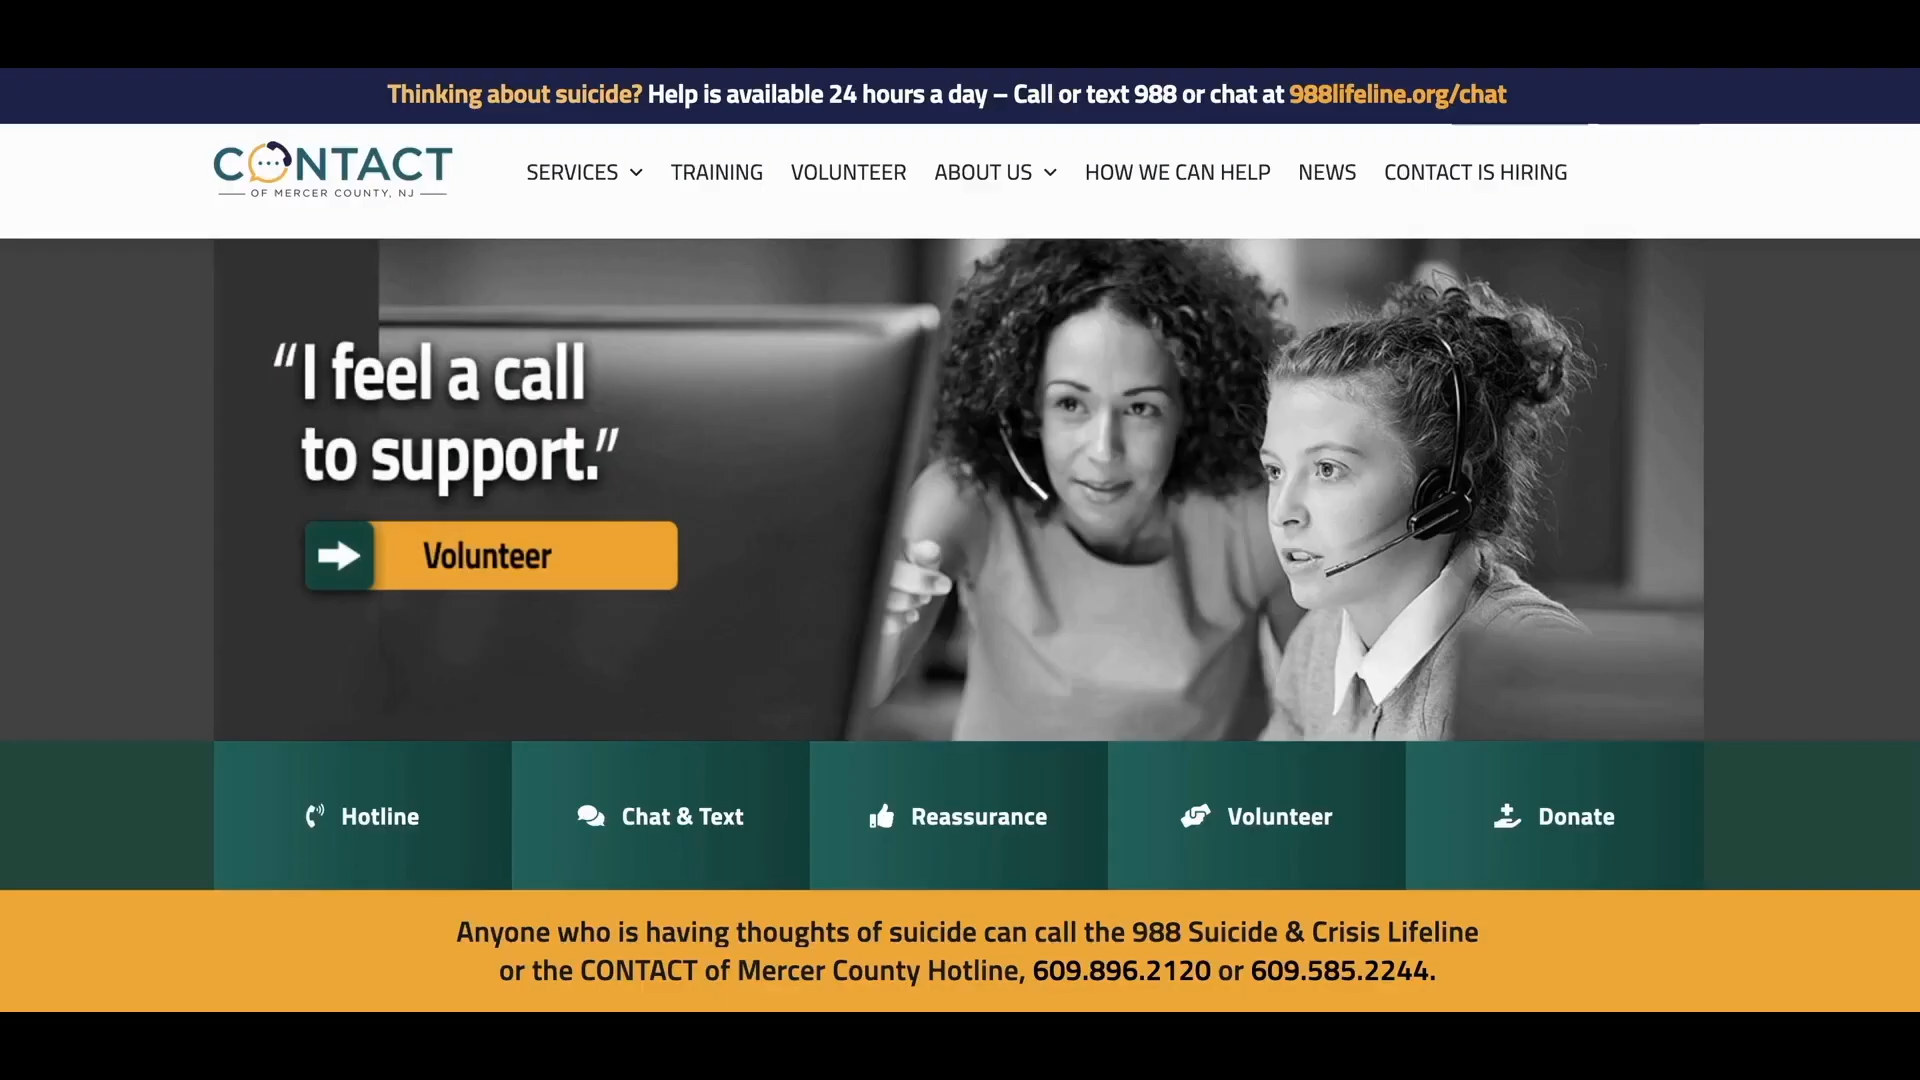 Thinking about suicide? Help is available 24 hours a day – Call or text 988 or chat at 988lifeline.org/chat
CONTACT
OF MERCER COUNTY, NJ
SERVICES TRAINING VOLUNTEER ABOUT US HOW WE CAN HELP NEWS CONTACT IS HIRING
“I feel a call
to support.”
Volunteer
Hotline Chat & Text Reassurance Volunteer Donate
Anyone who is having thoughts of suicide can call the 988 Suicide & Crisis Lifeline
or the CONTACT of Mercer County Hotline, 609.896.2120 or 609.585.2244.